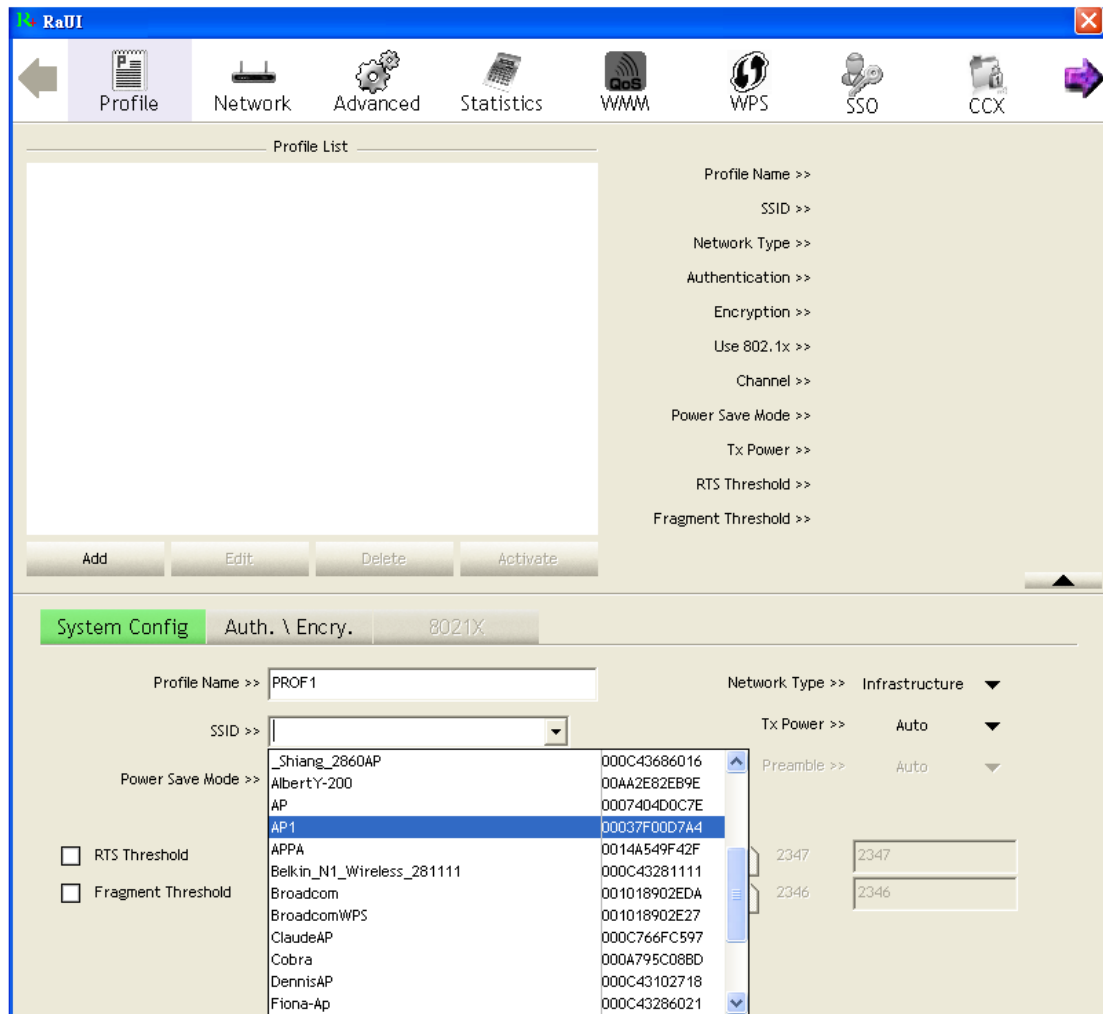 RaUI
Profile Network Advanced Statistics QoS WMM WPS SSO CCX
Profile List
Profile Name >>
SSID >>
Network Type >>
Authentication >>
Encryption >>
Use 802.1x >>
Channel >>
Power Save Mode >>
Tx Power >>
RTS Threshold >>
Fragment Threshold >>
Add Edit Delete Activate
System Config Auth. \ Encry. 8021X
Profile Name >> PROF1 Network Type >> Infrastructure
SSID >> Tx Power >> Auto
Power Save Mode >> Preamble >> Auto
_Shiang_2860AP 000C43686016
AlbertY-200 00AA2E82EB9E
AP 0007404D0C7E
AP1 00037F00D7A4
APPA 0014A549F42F
Belkin_N1_Wireless_281111 000C43281111
Broadcom 001018902EDA
BroadcomWPS 001018902E27
ClaudeAP 000C766FC597
Cobra 000A795C08BD
DennisAP 000C43102718
Fiona-Ap 000C43286021
RTS Threshold 2347 2347
Fragment Threshold 2346 2346